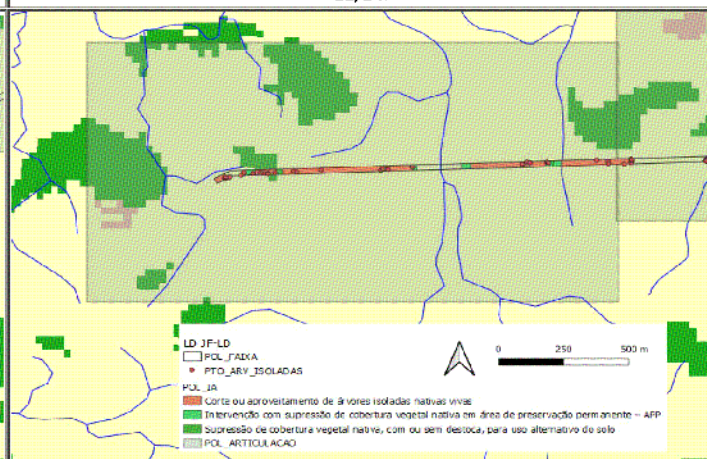 LD JF-LD
POL_FAIXA
PTO_ARV_ISOLADAS
POL_IA
Corte ou aproveitamento de árvores isoladas nativas vivas
Intervenção com supressão de cobertura vegetal nativa em área de preservação permanente - APP
Supressão de cobertura vegetal nativa, com ou sem destoca, para uso alternativo do solo
POL_ARTICULACAO
0 250 500 m